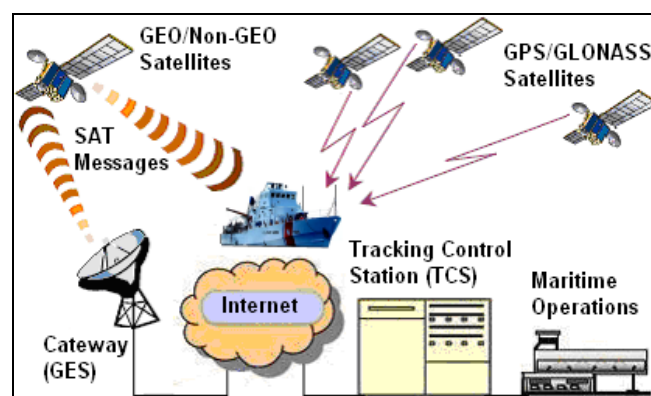 GEO/Non-GEO
Satellites
GPS/GLONASS
Satellites
SAT
Messages
Tracking Control
Station (TCS)
Internet
Maritime
Operations
Cateway
(GES)